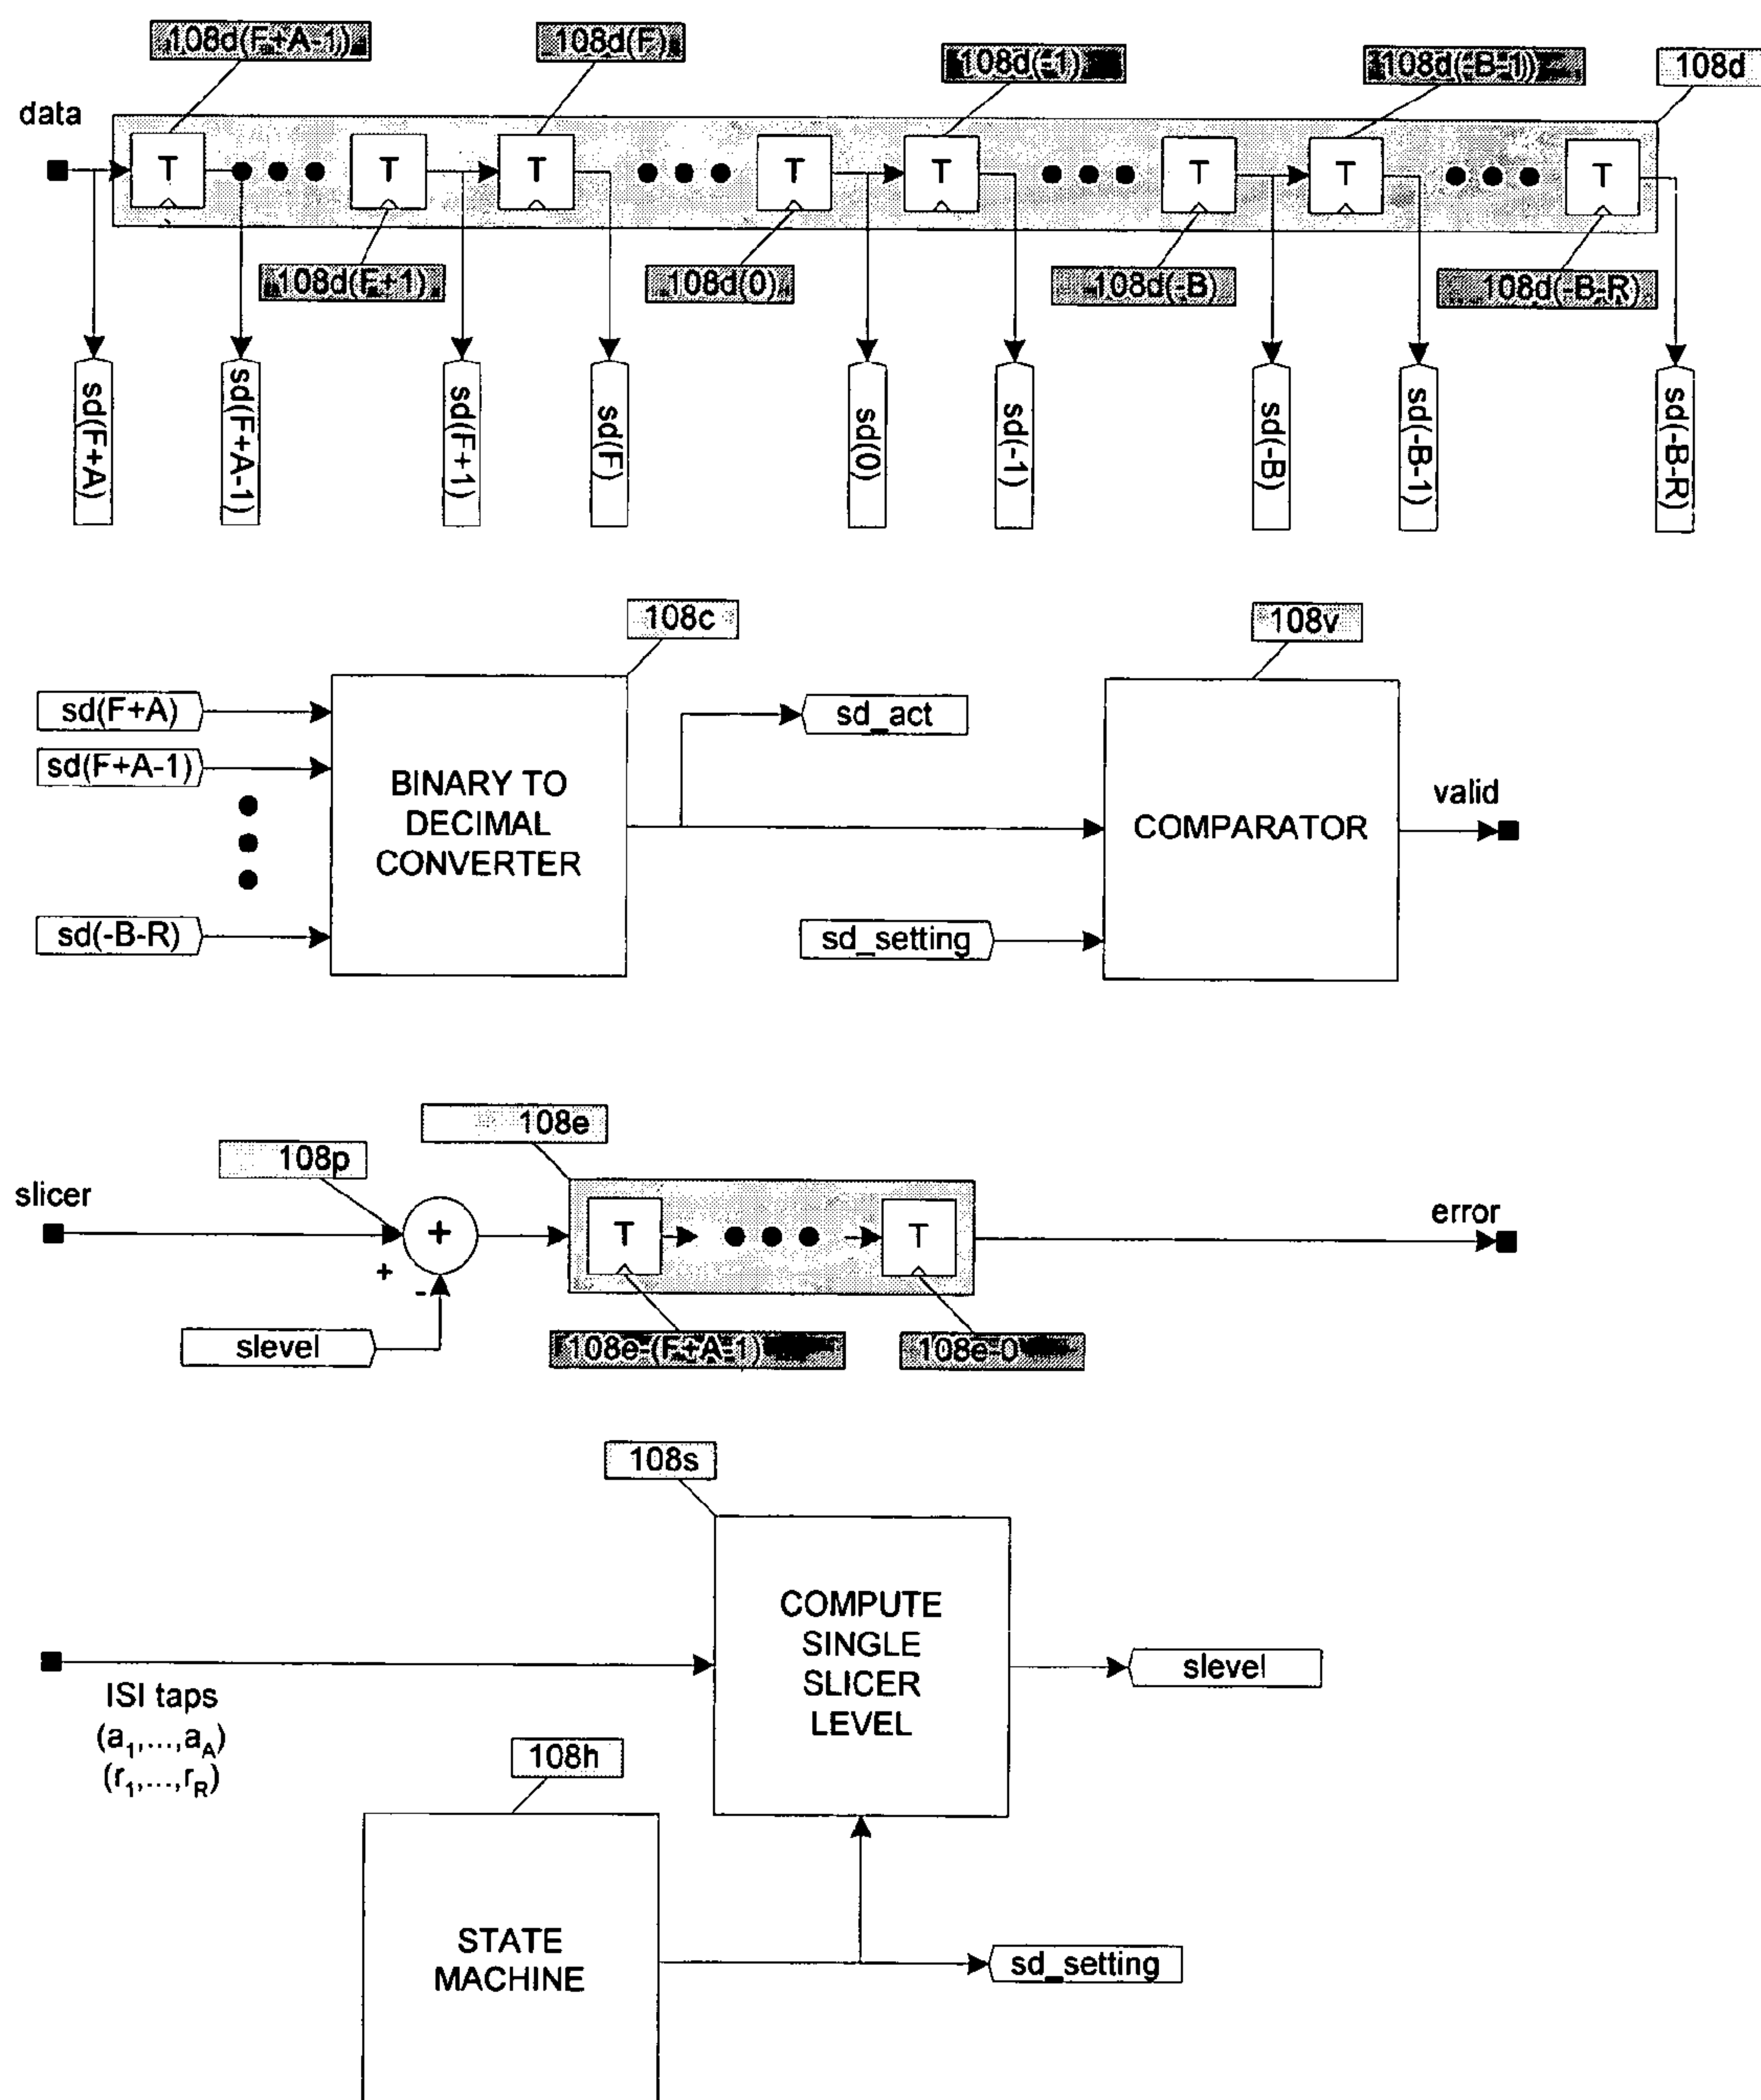 108d(F+A-1)
108d(F)
108d(-1)
108d(-B-1)
108d
data
T
T
T
T
T
T
T
T
108d(F+1)
108d(0)
108d(-B)
108d(-B-R)
sd(F+A)
sd(F+A-1)
sd(F+1)
sd(F)
sd(0)
sd(-1)
sd(-B)
sd(-B-1)
sd(-B-R)
108c
108v
sd(F+A)
sd(F+A-1)
sd(-B-R)
BINARY TO
DECIMAL
CONVERTER
sd_act
sd_setting
COMPARATOR
valid
108e
108p
slicer
+
+
-
T
T
error
slevel
108e-(F+A-1)
108e-0
108s
COMPUTE
SINGLE
SLICER
LEVEL
slevel
ISI taps
(a1,...,aA)
(r1,...,rR)
108h
STATE
MACHINE
sd_setting